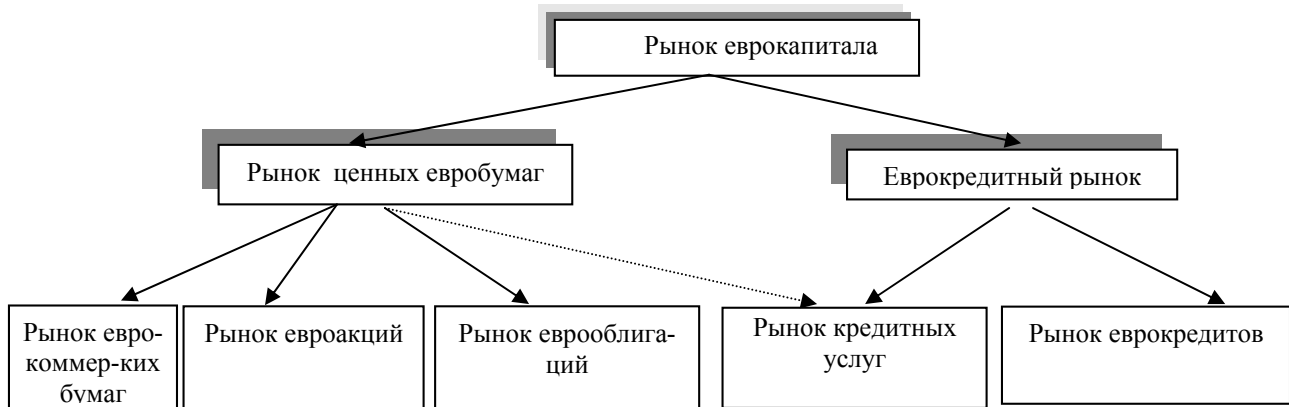 Рынок еврокапитала
Рынок ценных евробумаг
Еврокредитный рынок
Рынок евро-
коммер-ких
бумаг
Рынок евроакций
Рынок еврооблига-
ций
Рынок кредитных
услуг
Рынок еврокредитов